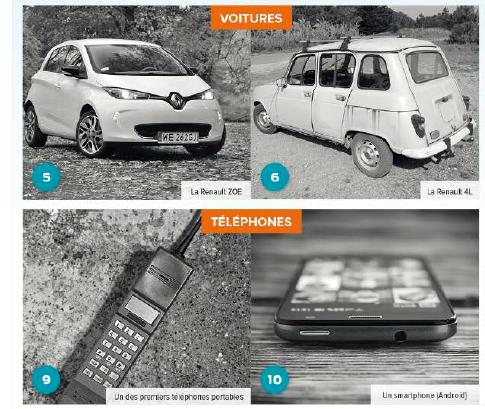 VOITURES
5
La Renault ZOE
6
La Renault 4L
TÉLÉPHONES
9
Un des premiers téléphones portables
10
Un smartphone (Android)